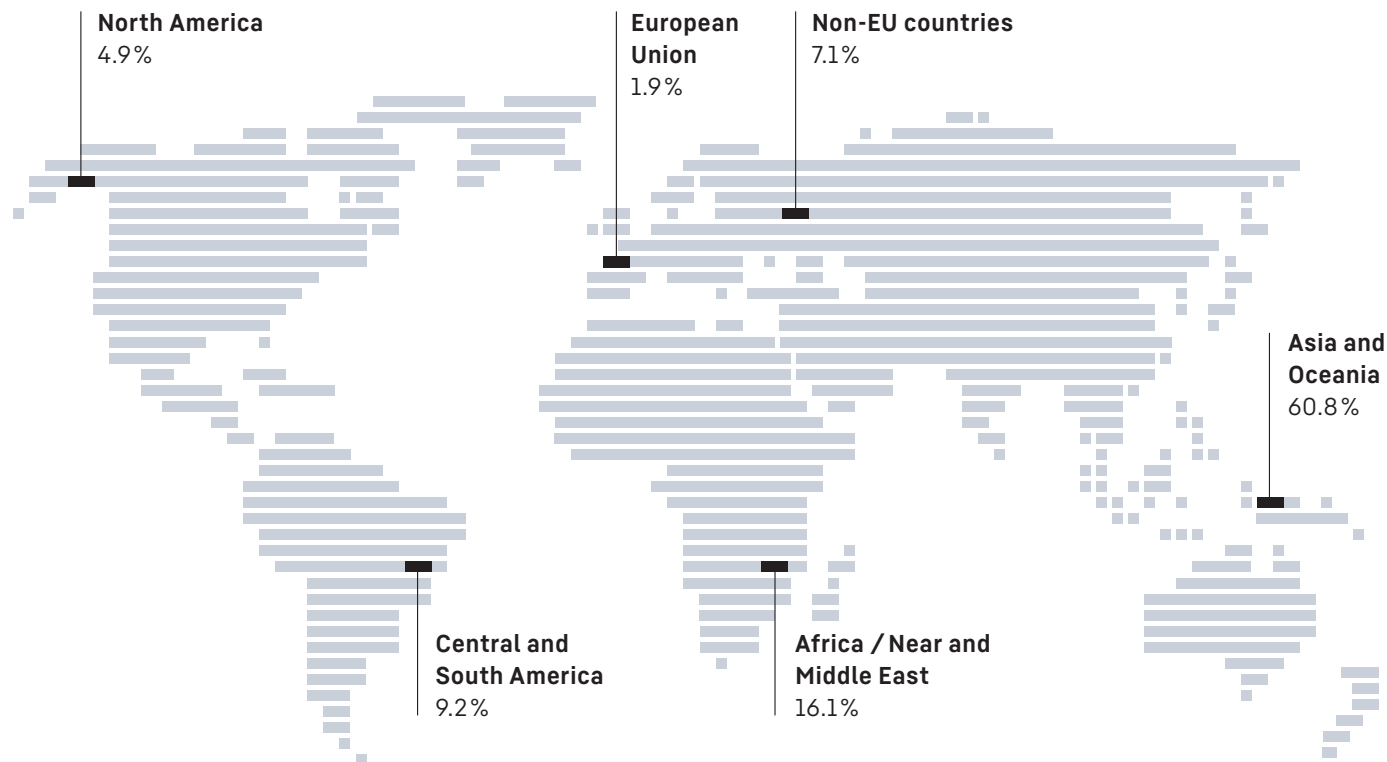 North America
4.9%
European
Union
1.9%
Non-EU countries
7.1%
Asia and
Oceania
60.8%
Central and
South America
9.2%
Africa / Near and
Middle East
16.1%